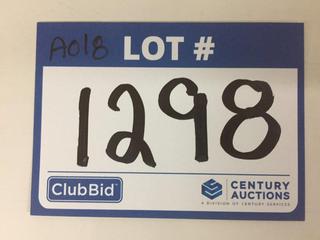 A018 LOT #
1298
ClubBid
CENTURY
AUCTIONS
A DIVISION OF CENTURY SERVICES